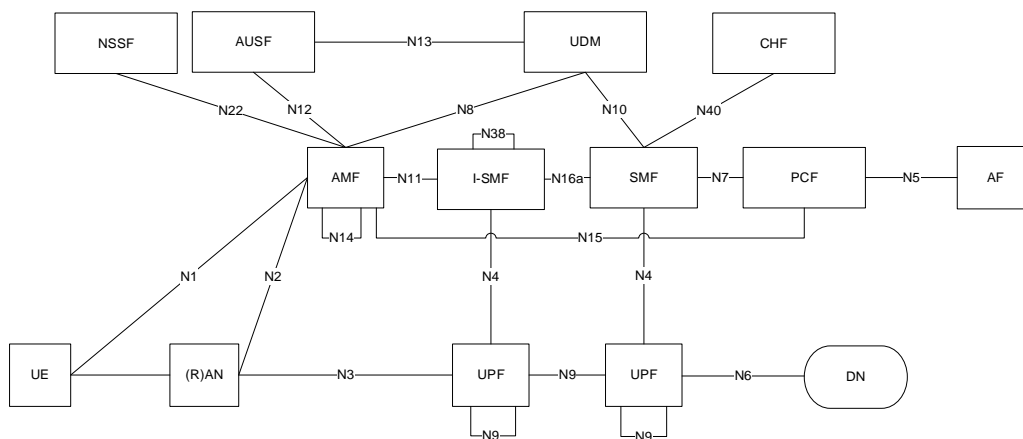 NSSF
AUSF
N13
UDM
CHF
N22
N12
N8
N10
N40
N38
AMF
N11
I-SMF
N16a
SMF
N7
PCF
N5
AF
N14
N15
N1
N2
N4
N4
UE
(R)AN
N3
UPF
N9
UPF
N6
DN
N9
N9